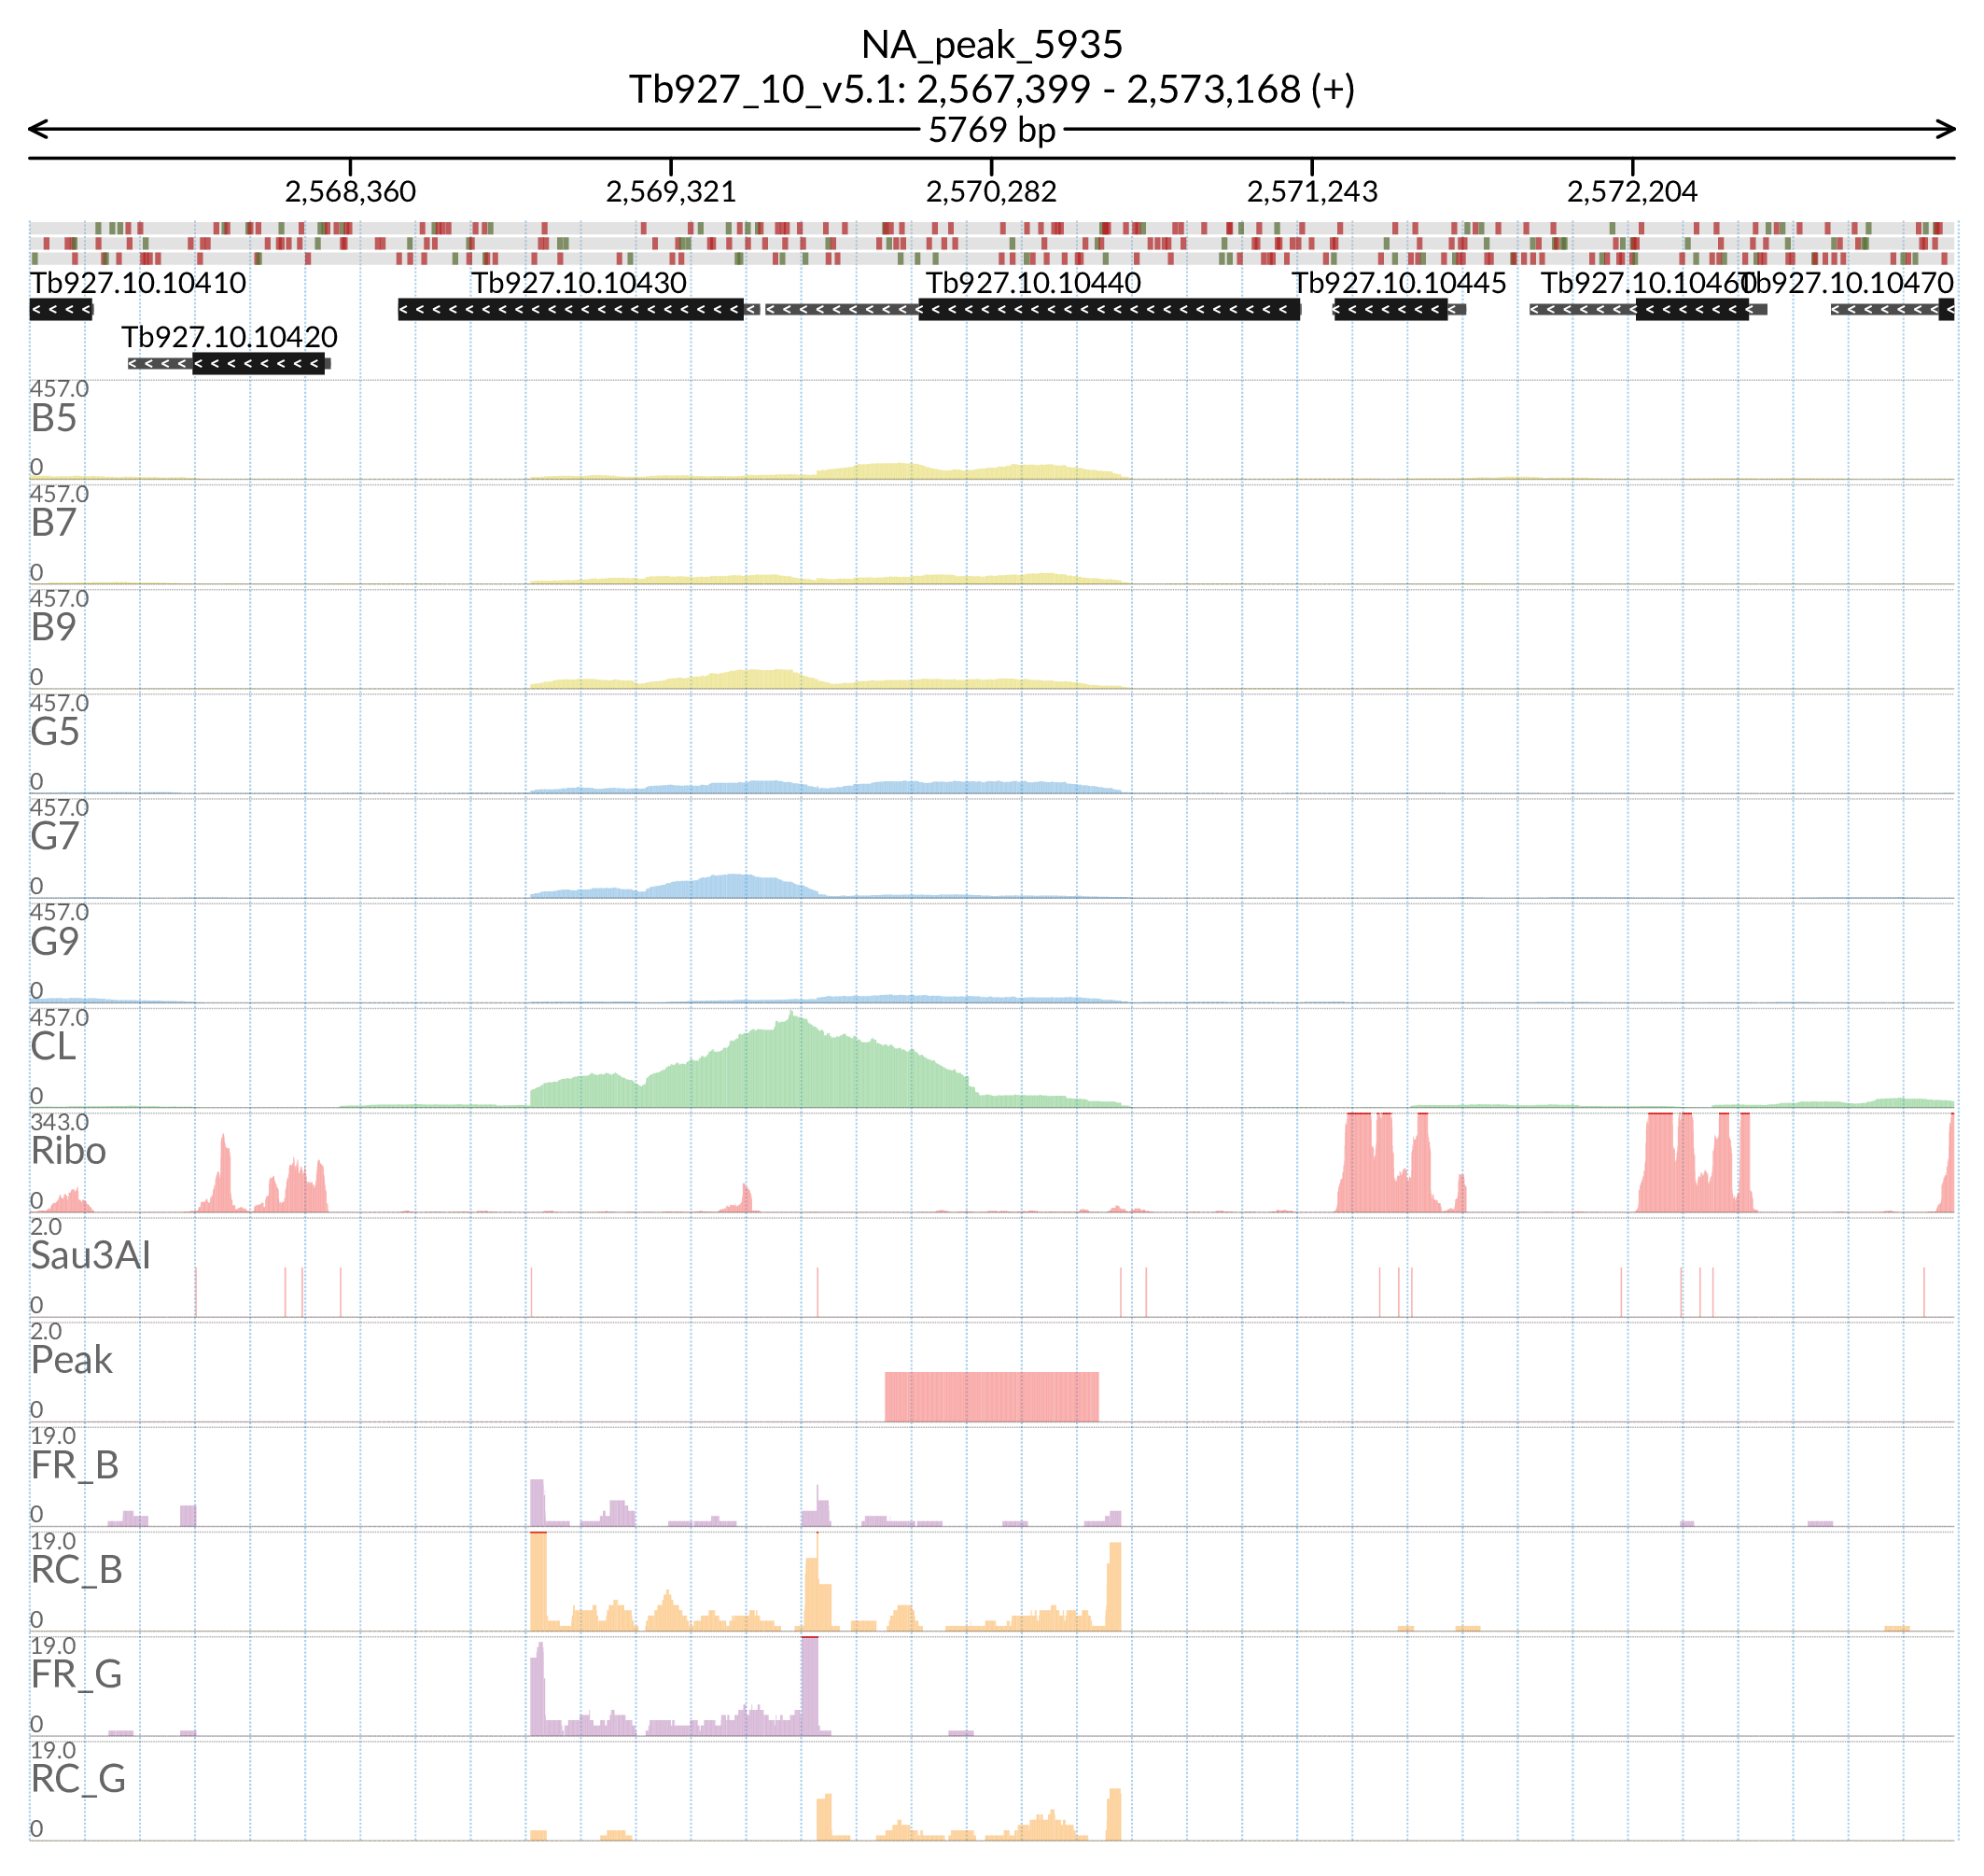 NA_peak_5935
Tb927_10_v5.1: 2,567,399 - 2,573,168 (+)
5769 bp
2,568,360 2,569,321 2,570,282 2,571,243 2,572,204
Tb927.10.10410 Tb927.10.10430 Tb927.10.10440 Tb927.10.10445 Tb927.10.10460 Tb927.10.10470
Tb927.10.10420
457.0
B5
0
457.0
B7
0
457.0
B9
0
457.0
G5
0
457.0
G7
0
457.0
G9
0
457.0
CL
0
343.0
Ribo
0
2.0
Sau3AI
0
2.0
Peak
0
19.0
FR_B
0
19.0
RC_B
0
19.0
FR_G
0
19.0
RC_G
0